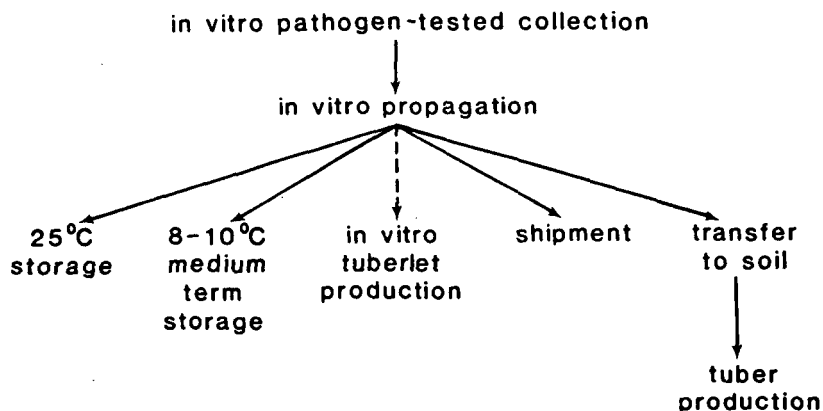 in vitro pathogen-tested collection
in vitro propagation
25°C
storage
8-10°C
medium
term
storage
in vitro
tuberlet
production
shipment
transfer
to soil
tuber
production